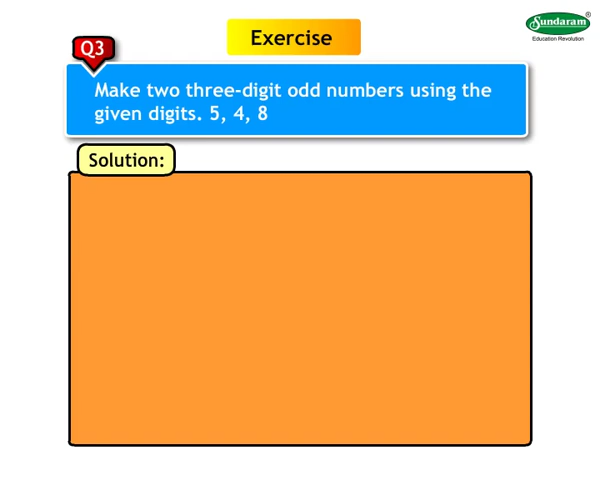 Sundaram®
Education Revolution
Exercise
Q3
Make two three-digit odd numbers using the
given digits. 5, 4, 8
Solution: